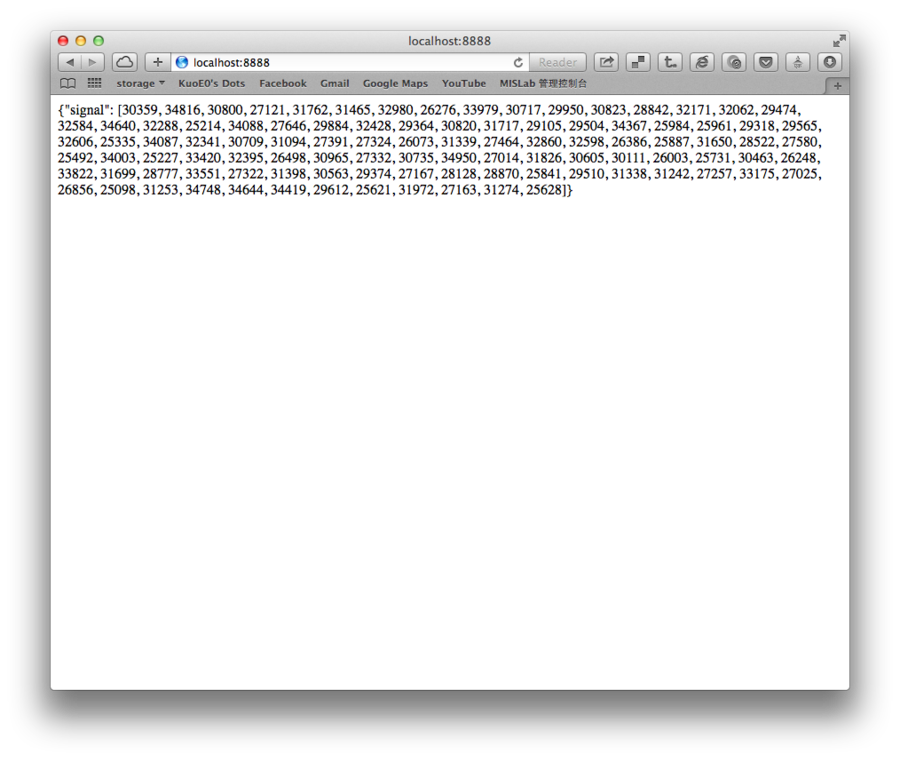 localhost:8888
localhost:8888 Reader
storage KuoE0's Dots Facebook Gmail Google Maps YouTube MISLab 管理控制台
{"signal": [30359, 34816, 30800, 27121, 31762, 31465, 32980, 26276, 33979, 30717, 29950, 30823, 28842, 32171, 32062, 29474,
32584, 34640, 32288, 25214, 34088, 27646, 29884, 32428, 29364, 30820, 31717, 29105, 29504, 34367, 25984, 25961, 29318, 29565,
32606, 25335, 34087, 32341, 30709, 31094, 27391, 27324, 26073, 31339, 27464, 32860, 32598, 26386, 25887, 31650, 28522, 27580,
25492, 34003, 25227, 33420, 32395, 26498, 30965, 27332, 30735, 34950, 27014, 31826, 30605, 30111, 26003, 25731, 30463, 26248,
33822, 31699, 28777, 33551, 27322, 31398, 30563, 29374, 27167, 28128, 28870, 25841, 29510, 31338, 31242, 27257, 33175, 27025,
26856, 25098, 31253, 34748, 34644, 34419, 29612, 25621, 31972, 27163, 31274, 25628]}